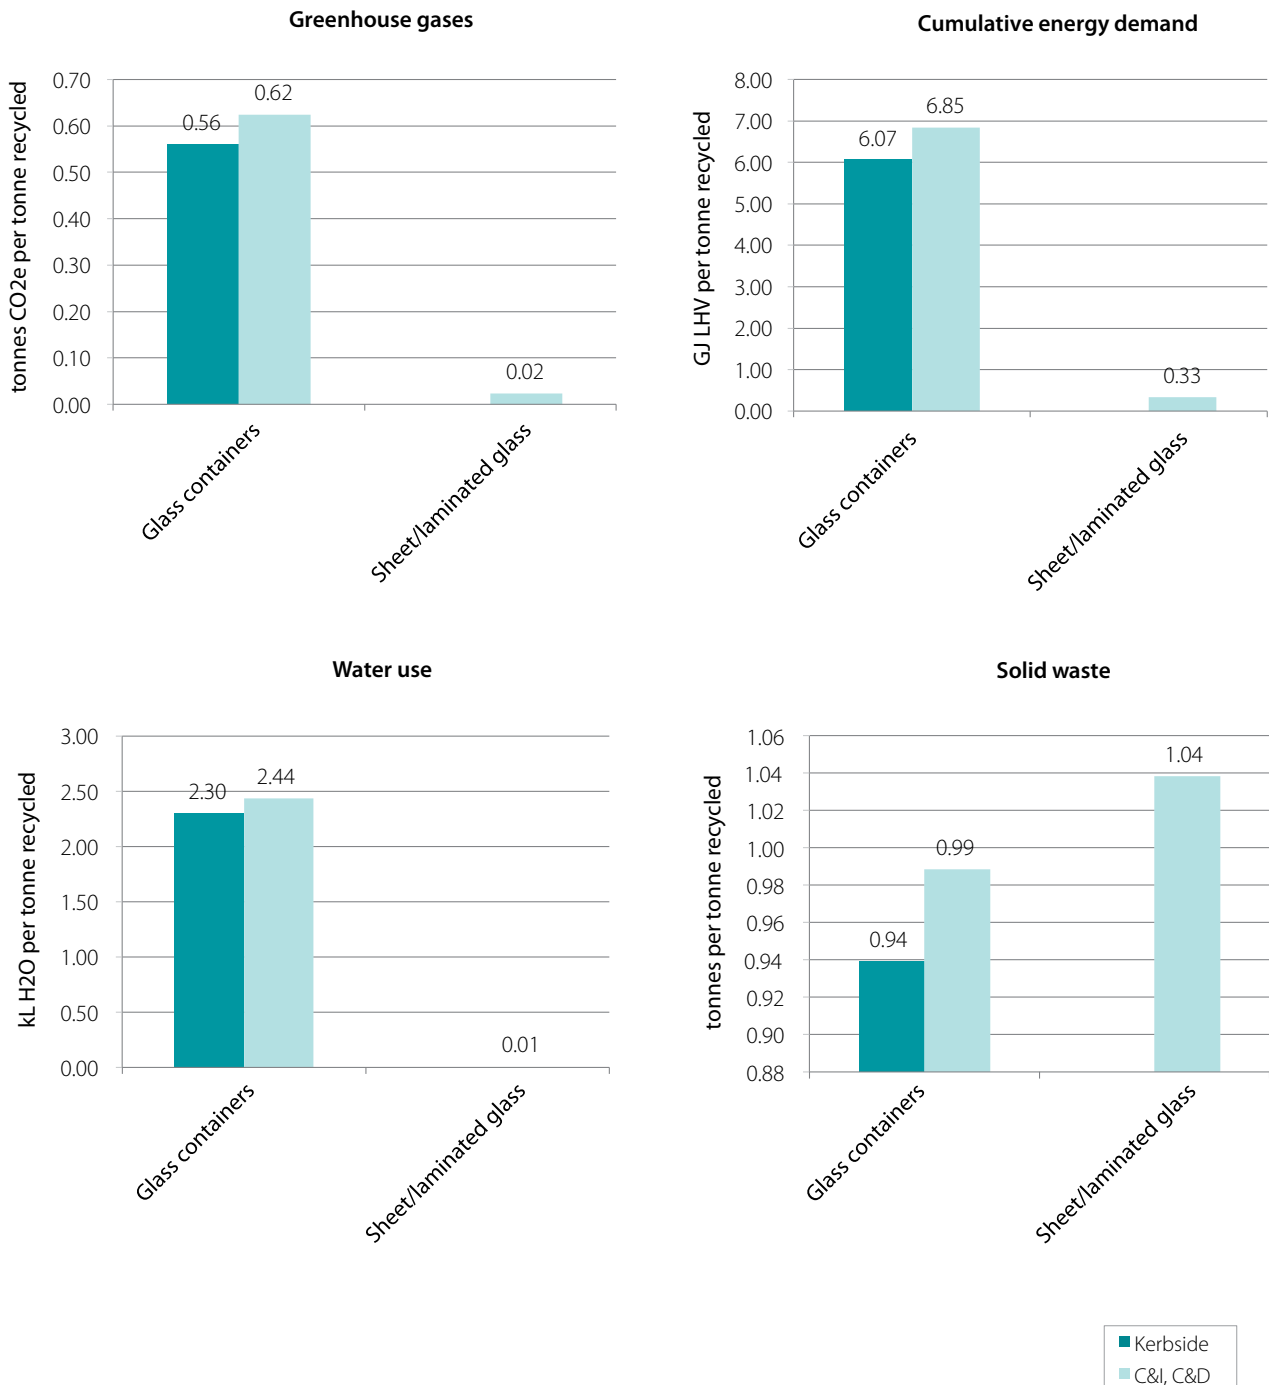 Greenhouse gases
tonnes CO2e per tonne recycled
0.70
0.60
0.50
0.40
0.30
0.20
0.10
0.00
0.56
0.62
0.02
Glass containers
Sheet/laminated glass
Cumulative energy demand
GJ LHV per tonne recycled
8.00
7.00
6.00
5.00
4.00
3.00
2.00
1.00
0.00
6.07
6.85
0.33
Glass containers
Sheet/laminated glass
Water use
kL H2O per tonne recycled
3.00
2.50
2.00
1.50
1.00
0.50
0.00
2.30
2.44
0.01
Glass containers
Sheet/laminated glass
Solid waste
tonnes per tonne recycled
1.06
1.04
1.02
1.00
0.98
0.96
0.94
0.92
0.90
0.88
0.94
0.99
1.04
Glass containers
Sheet/laminated glass
Kerbside
C&I, C&D